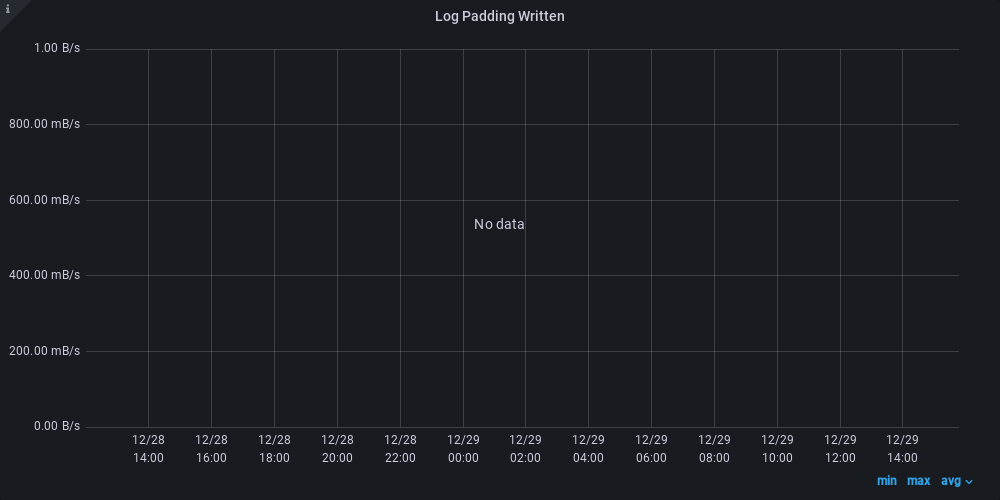 i
Log Padding Written
1.00 B/s
800.00 mB/s
600.00 mB/s
No data
400.00 mB/s
200.00 mB/s
0.00 B/s
12/28 12/28 12/28 12/28 12/28 12/29 12/29 12/29 12/29 12/29 12/29 12/29 12/29
14:00 16:00 18:00 20:00 22:00 00:00 02:00 04:00 06:00 08:00 10:00 12:00 14:00
min max avg